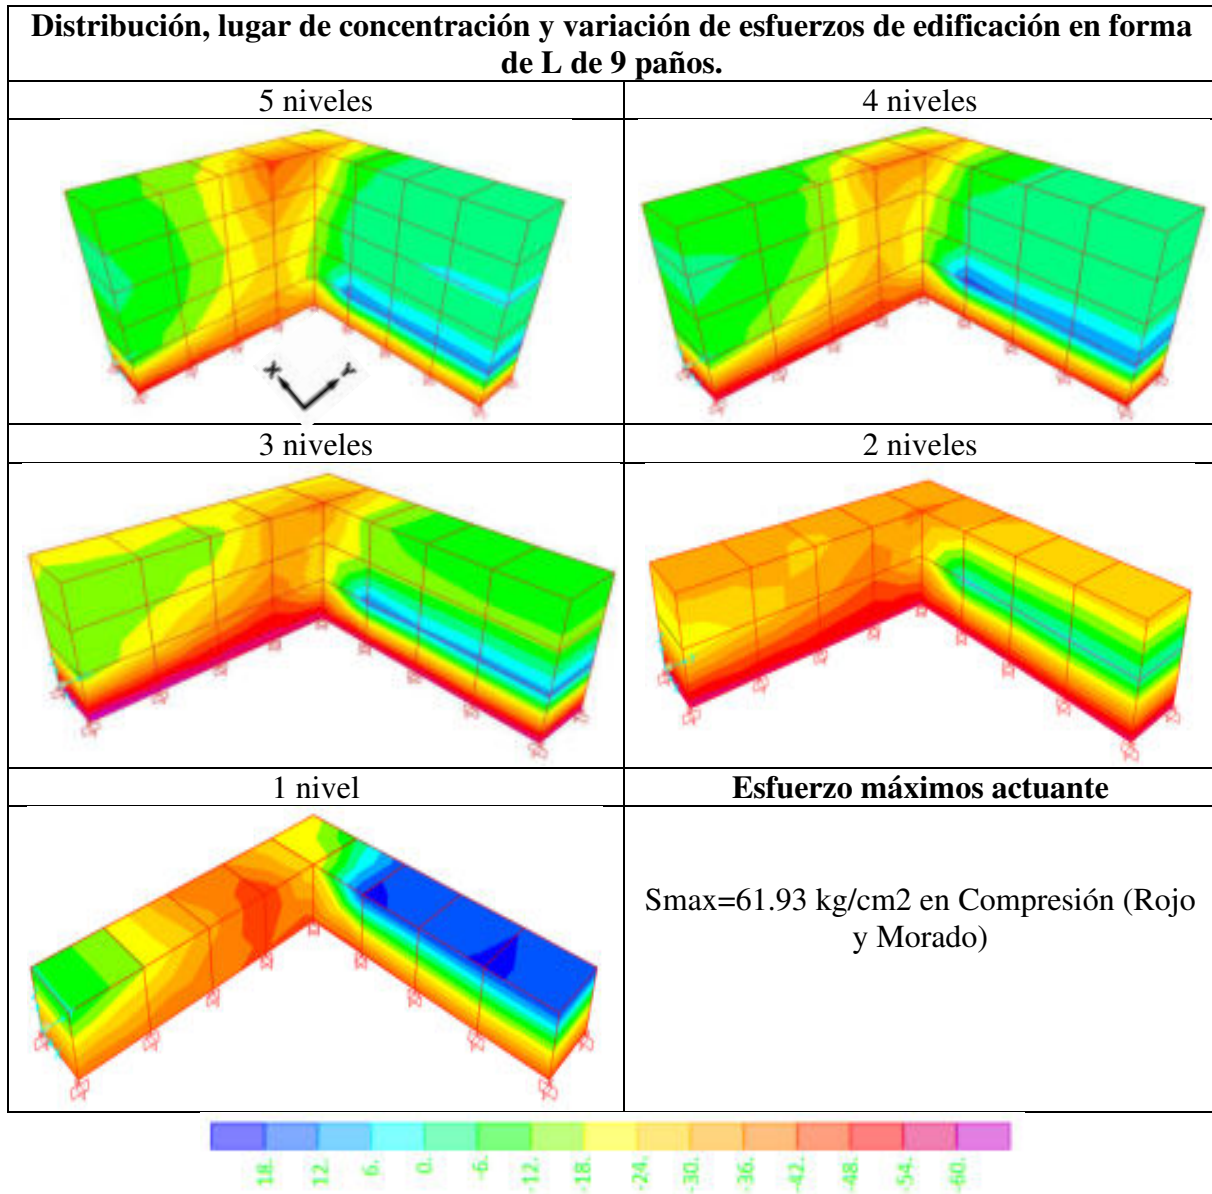 Distribución, lugar de concentración y variación de esfuerzos de edificación en forma
de L de 9 paños.
5 niveles
4 niveles
X
Y
3 niveles
2 niveles
1 nivel
Esfuerzo máximos actuante
Smax=61.93 kg/cm2 en Compresión (Rojo
y Morado)
18. 12. 6. 0. -6. -12. -18. -24. -30. -36. -42. -48. -54. -60.